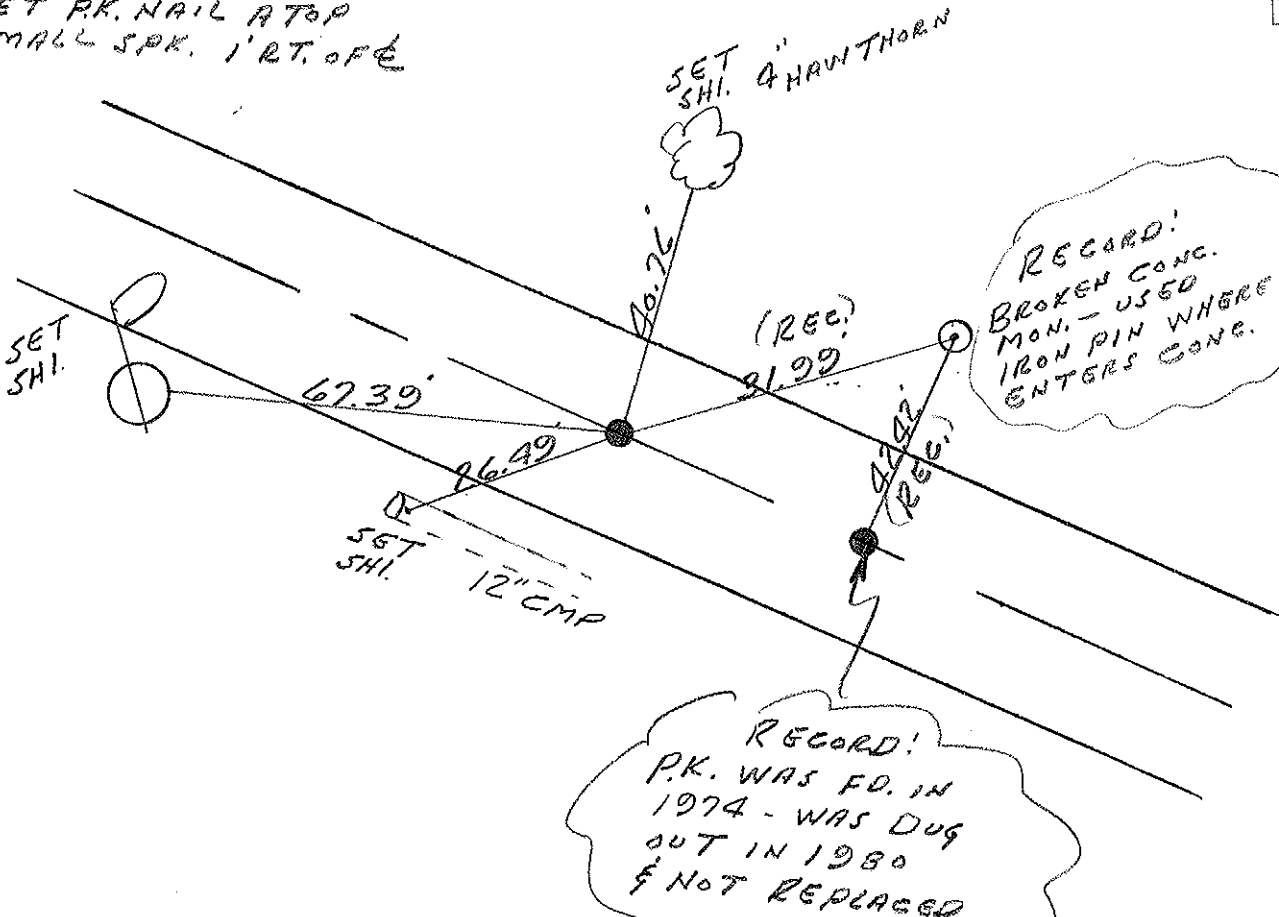 SET P.K. NAIL ATOP
SMALL SPK. 1' RT. OF ℄
SET
SHI. 4" HAWTHORN
RECORD!
BROKEN CONC.
MON. - USED
IRON PIN WHERE
ENTERS CONC.
(REC.)
31.99'
42.42'
(REC.)
SET
SHI.
67.39'
26.49'
SET
SHI.
12" CMP
RECORD!
P.K. WAS FD. IN
1974 - WAS DUG
OUT IN 1980
& NOT REPLACED